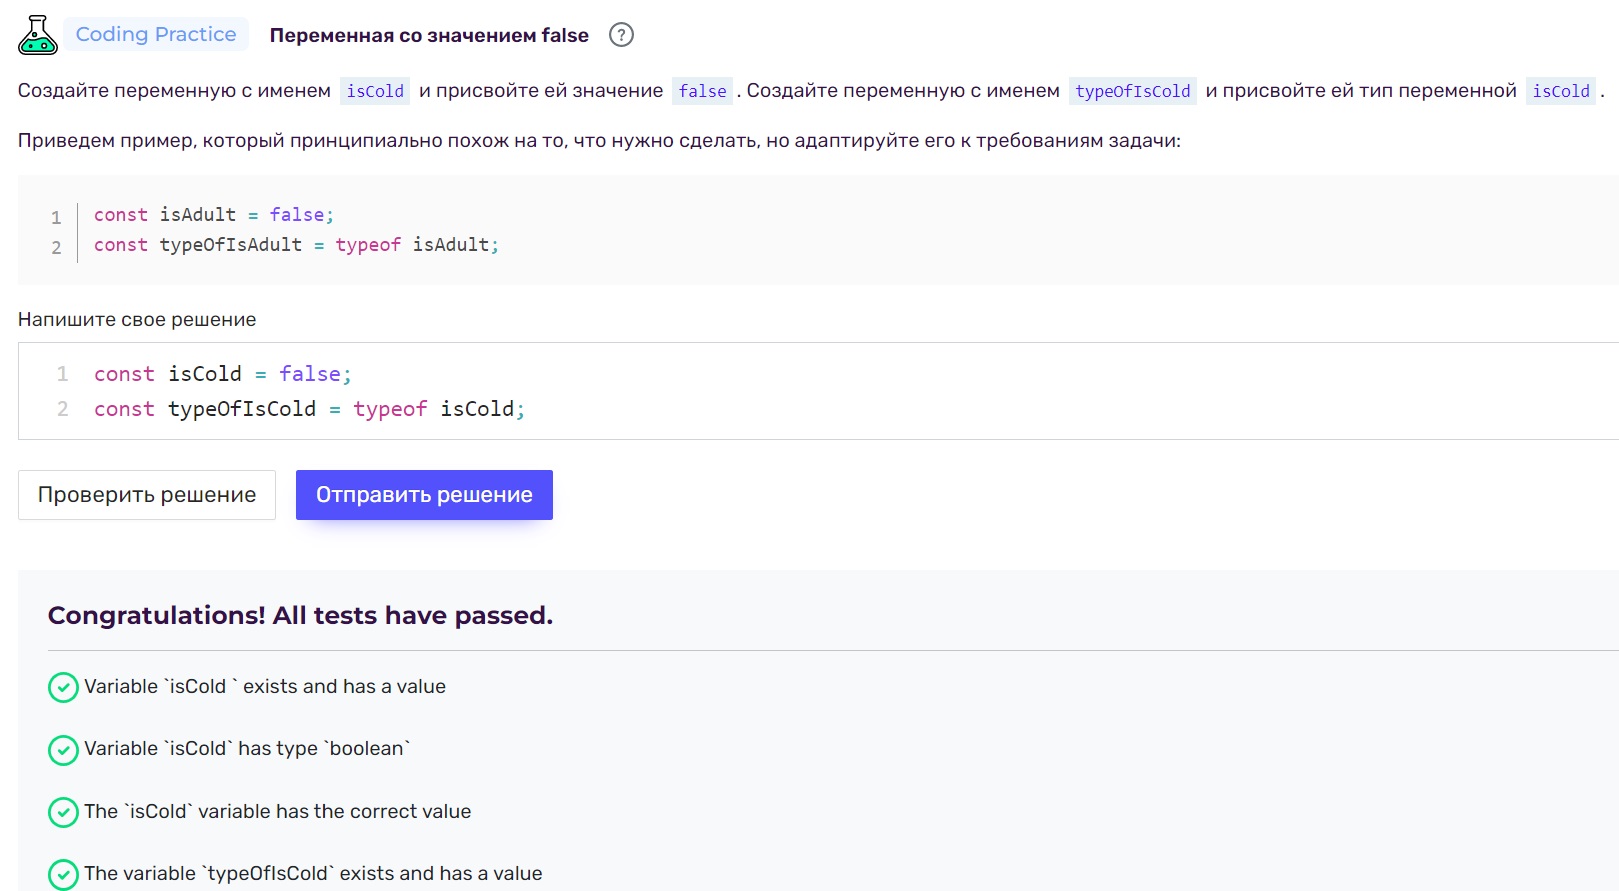 Coding Practice Переменная со значением false ?
Создайте переменную с именем isCold и присвойте ей значение false . Создайте переменную с именем typeOfIsCold и присвойте ей тип переменной isCold .
Приведем пример, который принципиально похож на то, что нужно сделать, но адаптируйте его к требованиям задачи:
1 const isAdult = false;
2 const typeOfIsAdult = typeof isAdult;
Напишите свое решение
1 const isCold = false;
2 const typeOfIsCold = typeof isCold;
Проверить решение Отправить решение
Congratulations! All tests have passed.
Variable `isCold ` exists and has a value
Variable `isCold` has type `boolean`
The `isCold` variable has the correct value
The variable `typeOfIsCold` exists and has a value